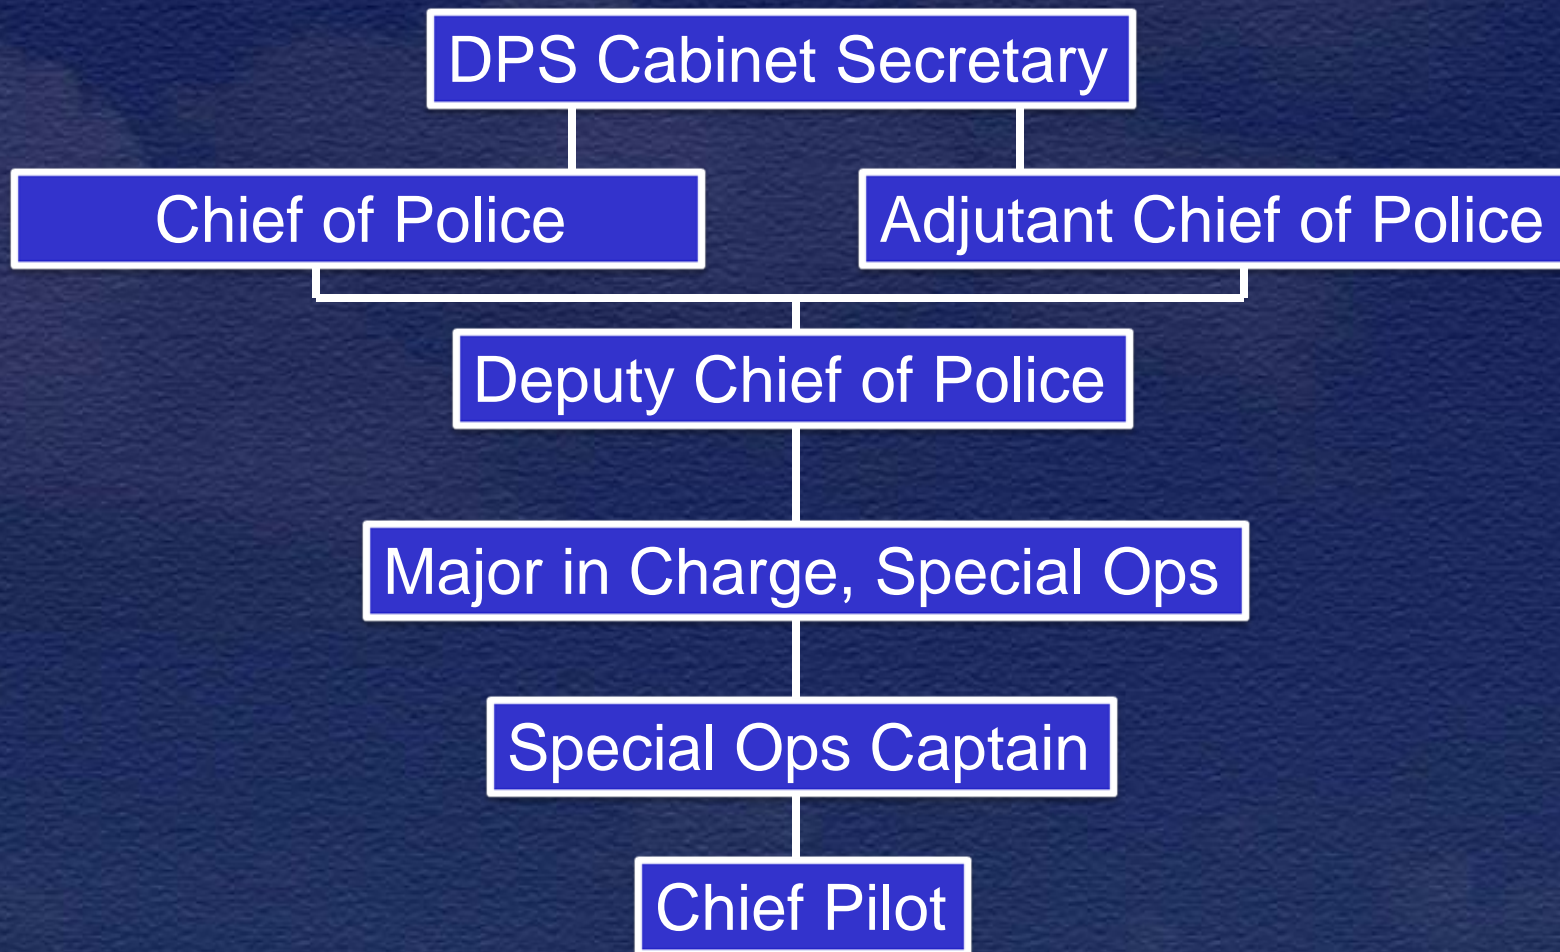 DPS Cabinet Secretary
Chief of Police
Adjutant Chief of Police
Deputy Chief of Police
Major in Charge, Special Ops
Special Ops Captain
Chief Pilot